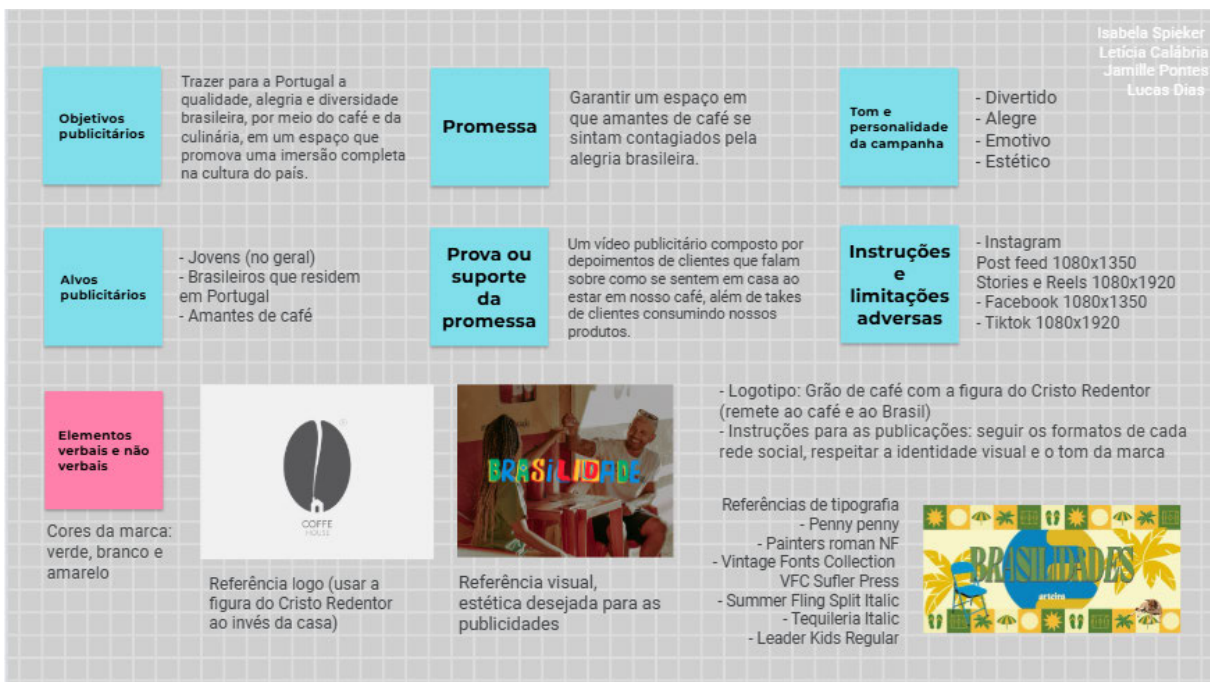 Isabela Spieker
Letícia Calábria
Jamille Pontes
Lucas Dias
Objetivos
publicitários
Trazer para a Portugal a
qualidade, alegria e diversidade
brasileira, por meio do café e da
culinária, em um espaço que
promova uma imersão completa
na cultura do país.
Promessa
Garantir um espaço em
que amantes de café se
sintam contagiados pela
alegria brasileira.
Tom e
personalidade
da campanha
- Divertido
- Alegre
- Emotivo
- Estético
Alvos
publicitários
- Jovens (no geral)
- Brasileiros que residem
em Portugal
- Amantes de café
Prova ou
suporte
da
promessa
Um vídeo publicitário composto por
depoimentos de clientes que falam
sobre como se sentem em casa ao
estar em nosso café, além de takes
de clientes consumindo nossos
produtos.
Instruções
e
limitações
adversas
- Instagram
Post feed 1080x1350
Stories e Reels 1080x1920
- Facebook 1080x1350
- Tiktok 1080x1920
Elementos
verbais e não
verbais
Cores da marca:
verde, branco e
amarelo
COFFE
HOUSE
Referência logo (usar a
figura do Cristo Redentor
ao invés da casa)
BRASILIDADE
Referência visual,
estética desejada para as
publicidades
- Logotipo: Grão de café com a figura do Cristo Redentor
(remete ao café e ao Brasil)
- Instruções para as publicações: seguir os formatos de cada
rede social, respeitar a identidade visual e o tom da marca
Referências de tipografia
- Penny penny
- Painters roman NF
- Vintage Fonts Collection
VFC Sufler Press
- Summer Fling Split Italic
- Tequileria Italic
- Leader Kids Regular
BRASILIDADES